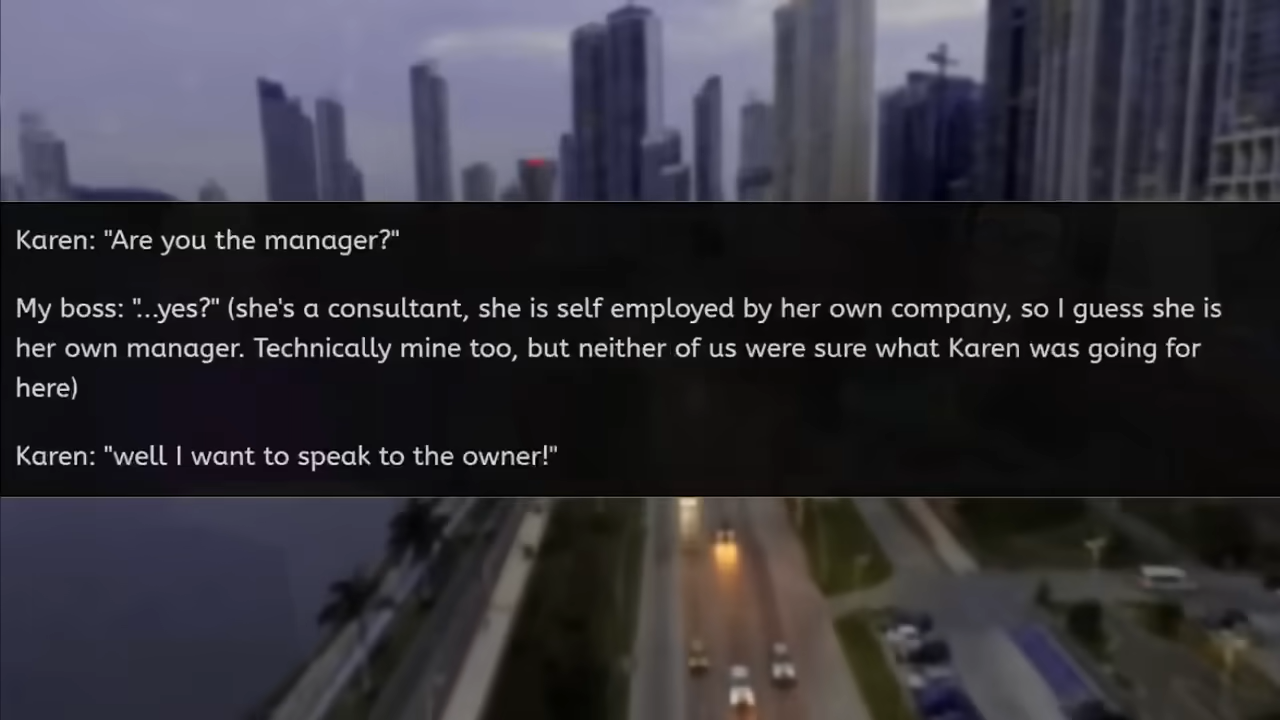 Karen: "Are you the manager?"
My boss: "...yes?" (she's a consultant, she is self employed by her own company, so I guess she is
her own manager. Technically mine too, but neither of us were sure what Karen was going for
here)
Karen: "well I want to speak to the owner!"